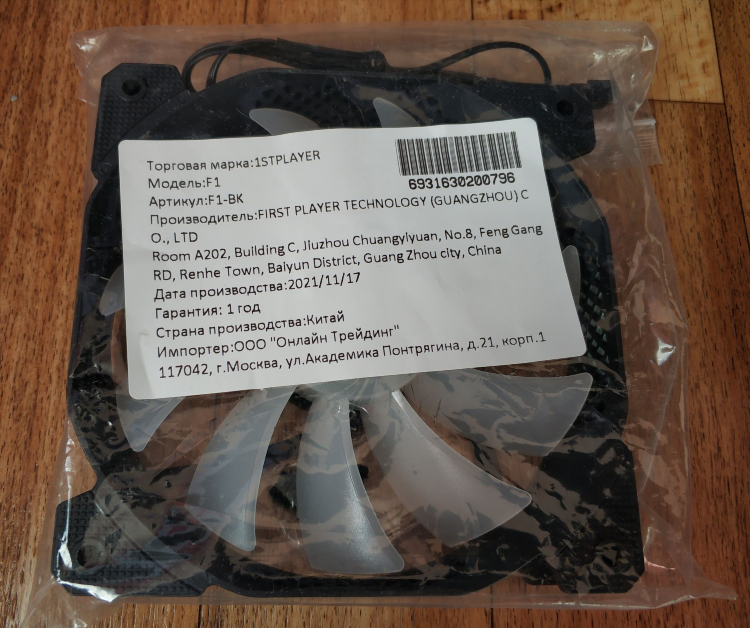 Торговая марка:1STPLAYER
Модель:F1
Артикул:F1-BK
6931630200796
Производитель:FIRST PLAYER TECHNOLOGY (GUANGZHOU) C
O., LTD
Room A202, Building C, Jiuzhou Chuangyiyuan, No.8, Feng Gang
RD, Renhe Town, Baiyun District, Guang Zhou city, China
Дата производства:2021/11/17
Гарантия: 1 год
Страна производства:Китай
Импортер:ООО "Онлайн Трейдинг"
117042, г.Москва, ул.Академика Понтрягина, д.21, корп.1